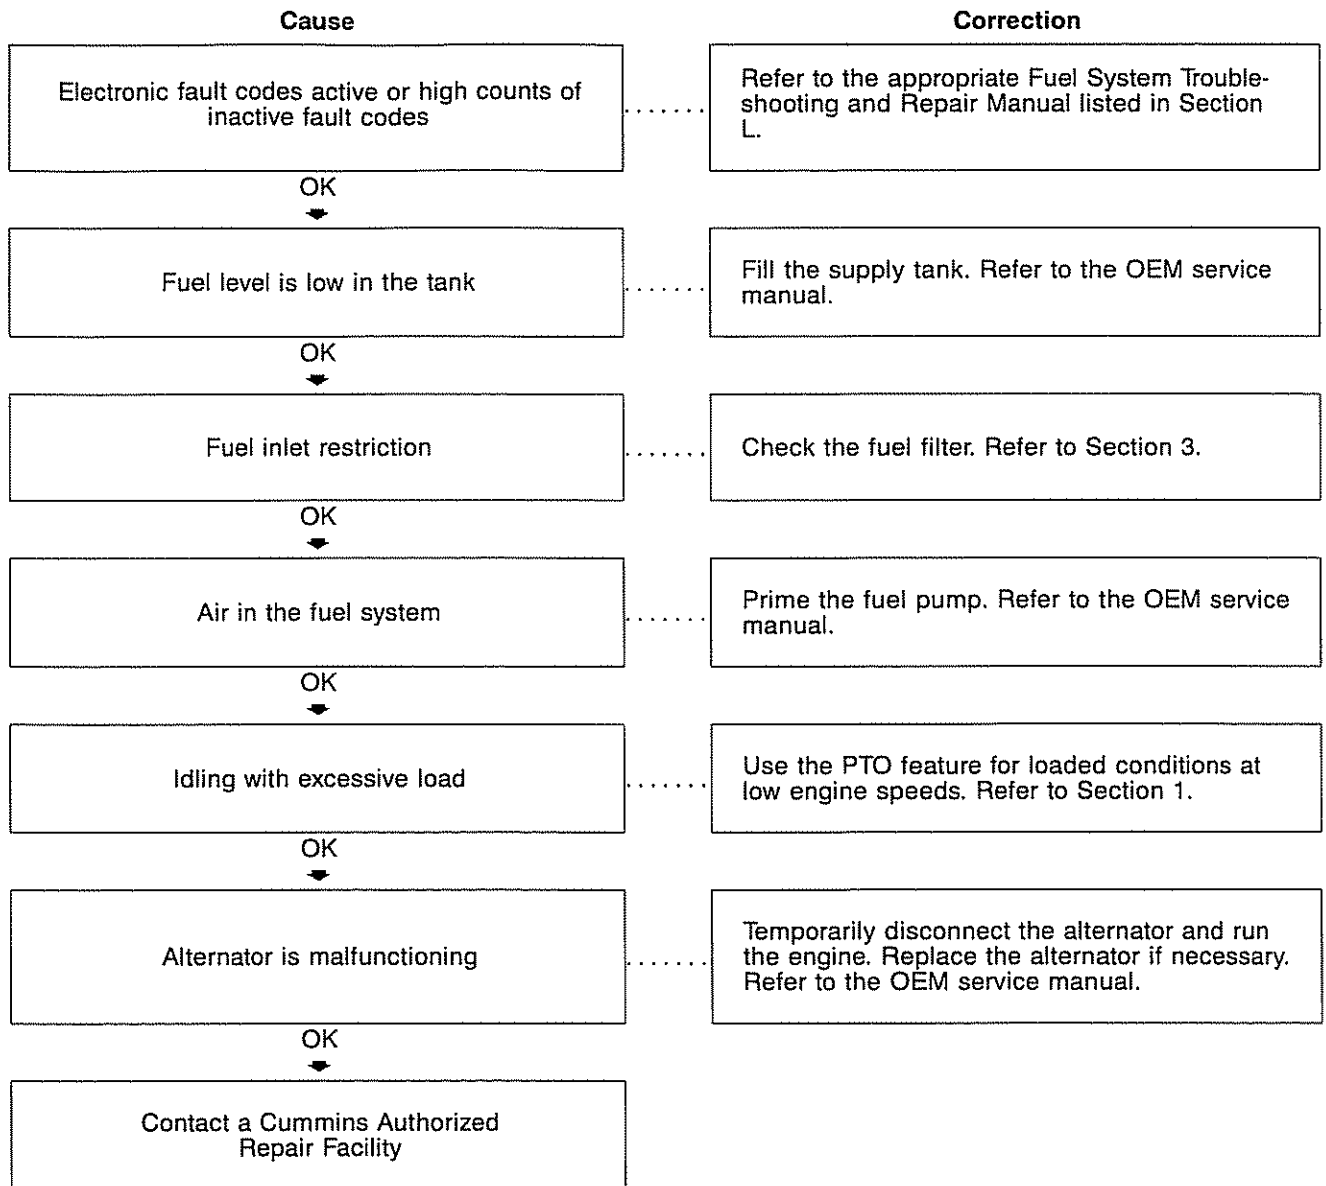 Cause
Correction
Electronic fault codes active or high counts of
inactive fault codes
.......
Refer to the appropriate Fuel System Trouble-
shooting and Repair Manual listed in Section
L.
OK
Fuel level is low in the tank
.......
Fill the supply tank. Refer to the OEM service
manual.
OK
Fuel inlet restriction
.......
Check the fuel filter. Refer to Section 3.
OK
Air in the fuel system
.......
Prime the fuel pump. Refer to the OEM service
manual.
OK
Idling with excessive load
.......
Use the PTO feature for loaded conditions at
low engine speeds. Refer to Section 1.
OK
Alternator is malfunctioning
.......
Temporarily disconnect the alternator and run
the engine. Replace the alternator if necessary.
Refer to the OEM service manual.
OK
Contact a Cummins Authorized
Repair Facility